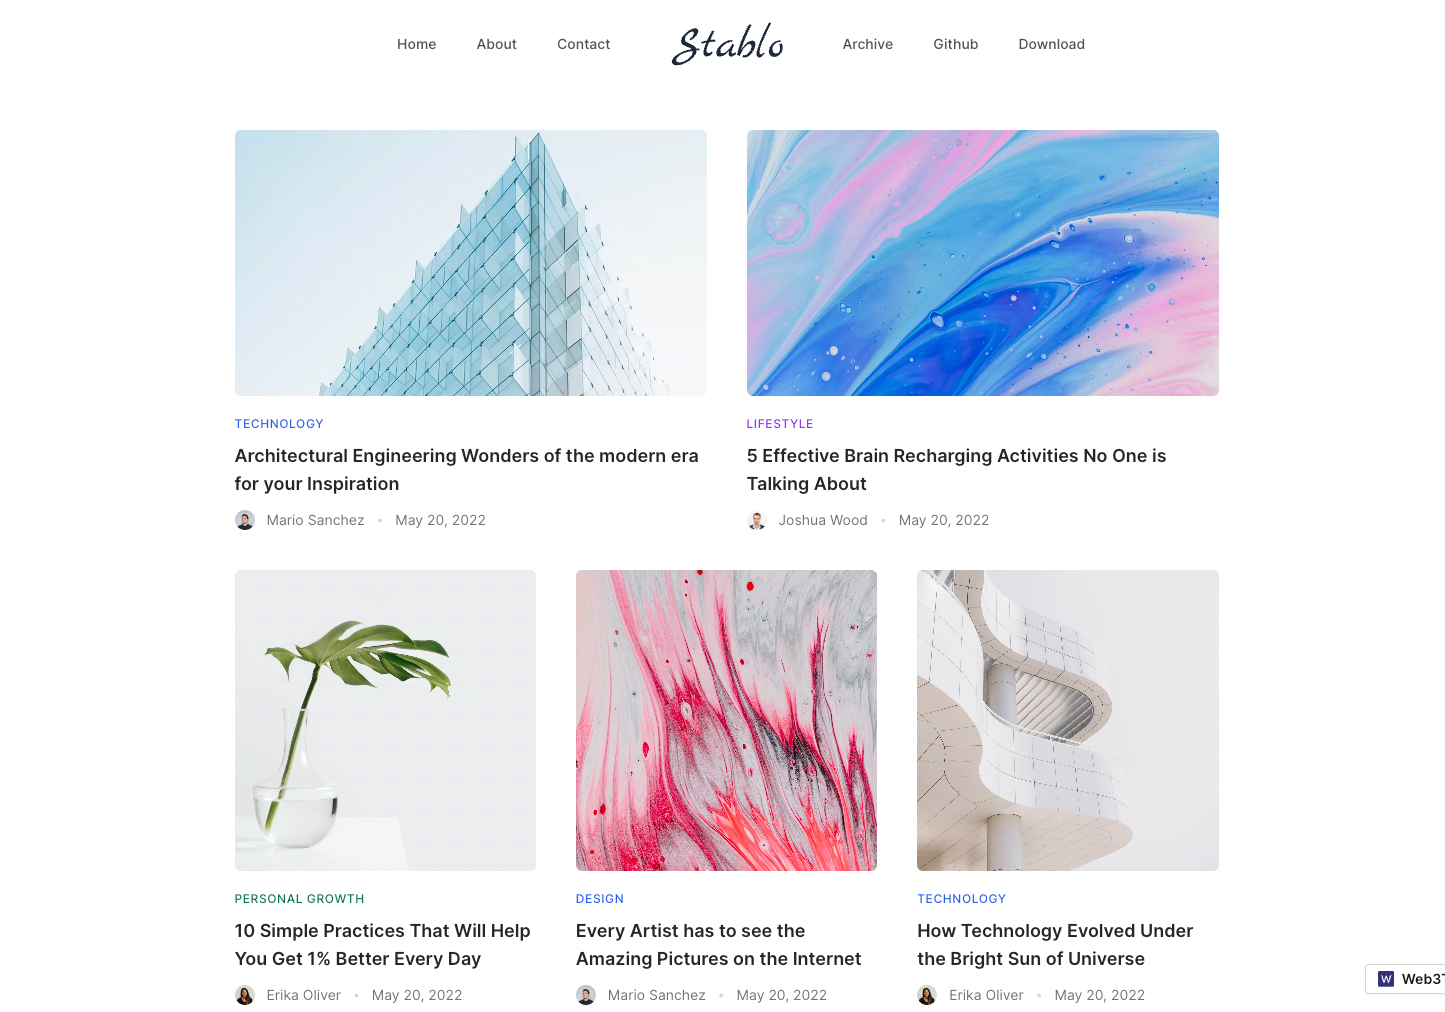 Home About Contact Stablo Archive Github Download
TECHNOLOGY
Architectural Engineering Wonders of the modern era
for your Inspiration
Mario Sanchez • May 20, 2022
LIFESTYLE
5 Effective Brain Recharging Activities No One is
Talking About
Joshua Wood • May 20, 2022
PERSONAL GROWTH
10 Simple Practices That Will Help
You Get 1% Better Every Day
Erika Oliver • May 20, 2022
DESIGN
Every Artist has to see the
Amazing Pictures on the Internet
Mario Sanchez • May 20, 2022
TECHNOLOGY
How Technology Evolved Under
the Bright Sun of Universe
Erika Oliver • May 20, 2022
W Web3T